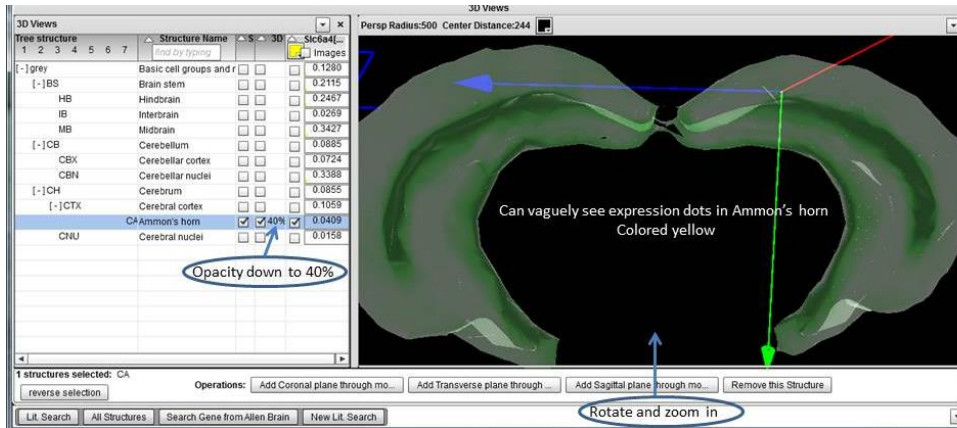 3D Views
3D Views
Tree structure
Structure Name
S
3D
Slc6a4(...
1 2 3 4 5 6 7
find by typing
Images
[-]grey Basic cell groups and r 0.1280
[-]BS Brain stem 0.2115
HB Hindbrain 0.2467
IB Interbrain 0.0269
MB Midbrain 0.3427
[-]CB Cerebellum 0.0885
CBX Cerebellar cortex 0.0724
CBN Cerebellar nuclei 0.3388
[-]CH Cerebrum 0.0855
[-]CTX Cerebral cortex 0.1059
CA Ammon's horn 40% 0.0409
CNU Cerebral nuclei 0.0158
Opacity down to 40%
Persp Radius:500 Center Distance:244
Can vaguely see expression dots in Ammon's horn
Colored yellow
1 structures selected: CA
reverse selection
Operations:
Add Coronal plane through mo...
Add Transverse plane through ...
Add Sagittal plane through mo...
Remove this Structure
Rotate and zoom in
Lit. Search
All Structures
Search Gene from Allen Brain
New Lit. Search